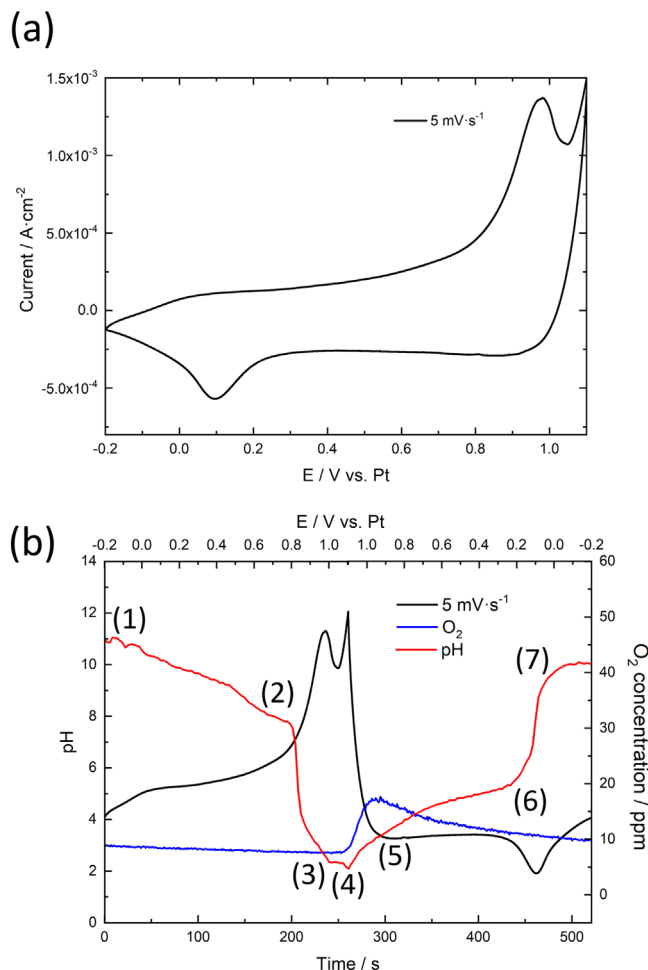 (a)
1.5x10⁻³
1.0x10⁻³
5.0x10⁻⁴
0.0
-5.0x10⁻⁴
Current / A·cm⁻²
5 mV·s⁻¹
-0.2 0.0 0.2 0.4 0.6 0.8 1.0
E / V vs. Pt
(b)
E / V vs. Pt
-0.2 0.0 0.2 0.4 0.6 0.8 1.0 1.0 0.8 0.6 0.4 0.2 0.0 -0.2
14
12
10
8
6
4
2
0
pH
5 mV·s⁻¹
O₂
pH
(1)
(2)
(3)
(4)
(5)
(6)
(7)
60
50
40
30
20
10
0
O₂ concentration / ppm
0 100 200 300 400 500
Time / s